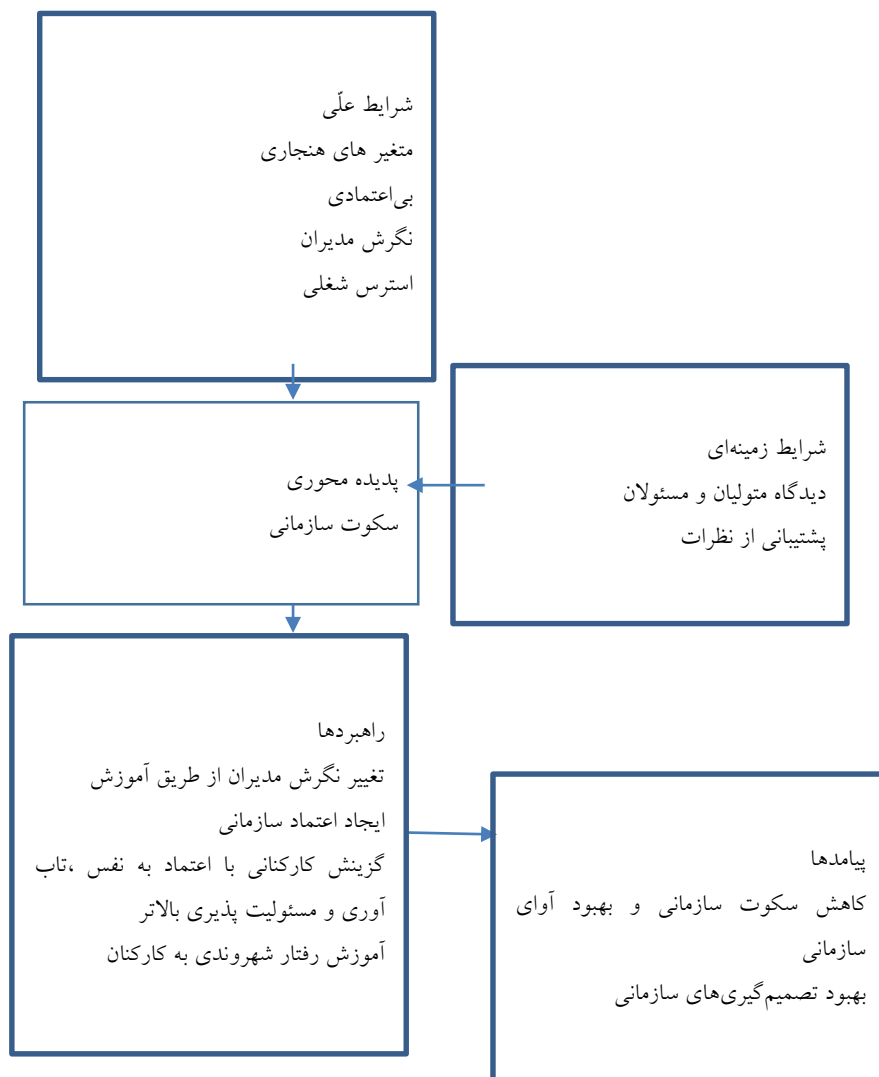 شرایط علّی
متغیر های هنجاری
بی‌اعتمادی
نگرش مدیران
استرس شغلی
شرایط زمینه‌ای
دیدگاه متولیان و مسئولان
پشتیبانی از نظرات
پدیده محوری
سکوت سازمانی
راهبردها
تغییر نگرش مدیران از طریق آموزش
ایجاد اعتماد سازمانی
گزینش کارکنانی با اعتماد به نفس ،تاب
آوری و مسئولیت پذیری بالاتر
آموزش رفتار شهروندی به کارکنان
پیامدها
کاهش سکوت سازمانی و بهبود آوای
سازمانی
بهبود تصمیم‌گیری‌های سازمانی